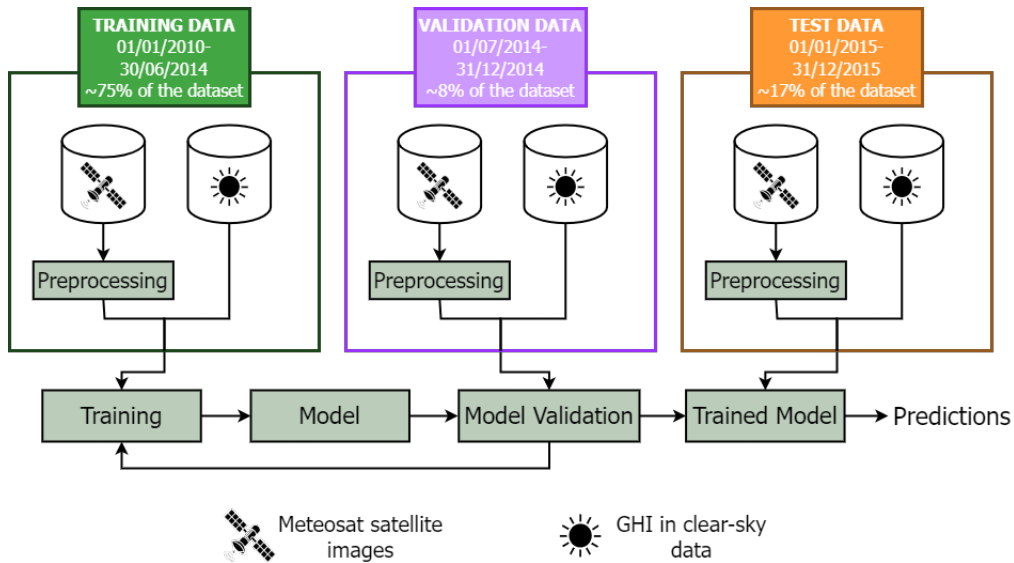 TRAINING DATA
01/01/2010-
30/06/2014
~75% of the dataset
VALIDATION DATA
01/07/2014-
31/12/2014
~8% of the dataset
TEST DATA
01/01/2015-
31/12/2015
~17% of the dataset
Preprocessing
Preprocessing
Preprocessing
Training
Model
Model Validation
Trained Model
Predictions
Meteosat satellite
images
GHI in clear-sky
data